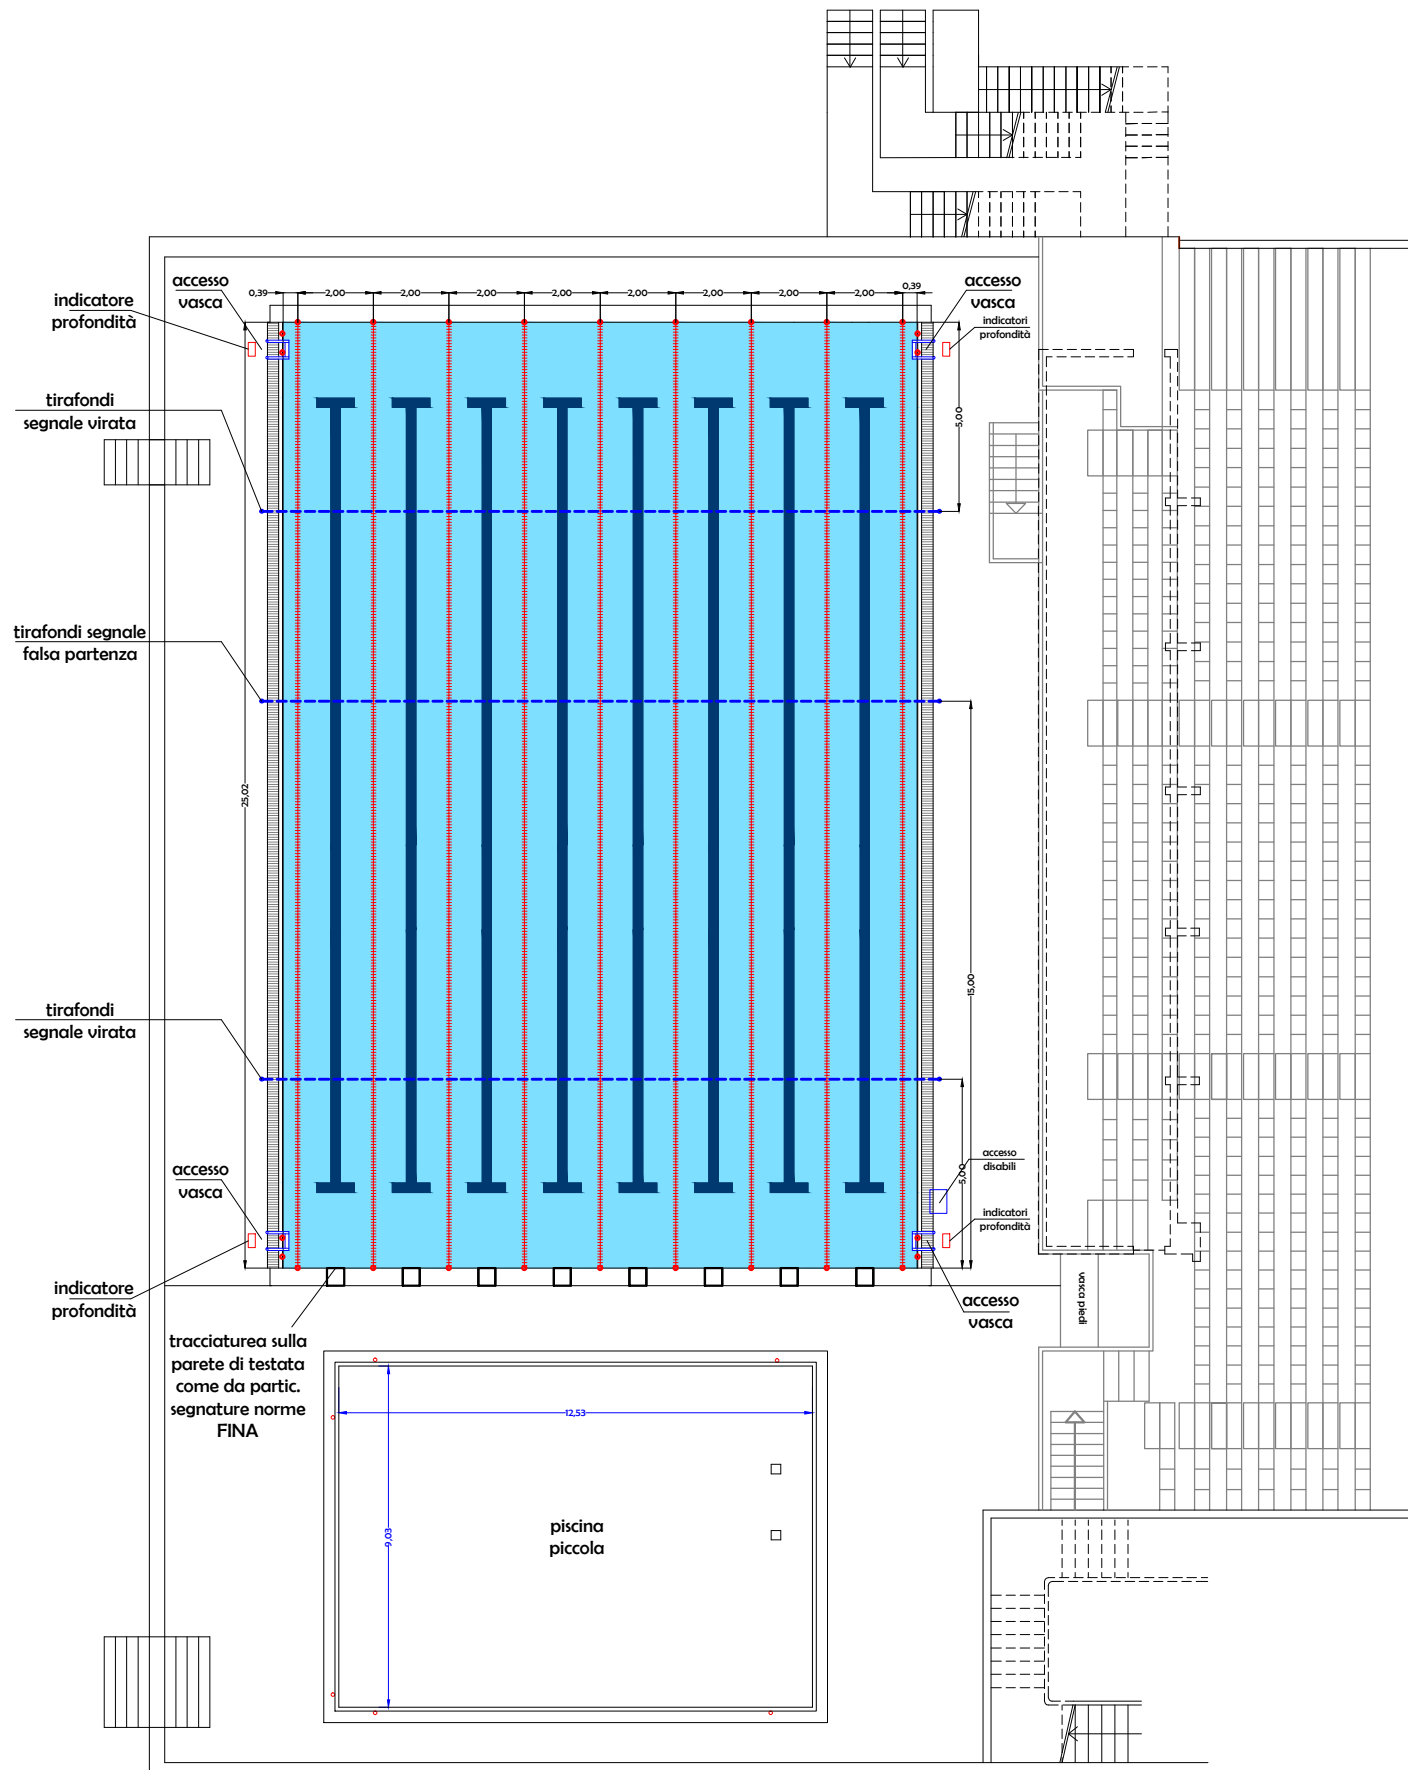 accesso
vasca
indicatore
profondità
0,39
2,00
2,00
2,00
2,00
2,00
2,00
2,00
2,00
0,39
accesso
vasca
indicatori
profondità
tirafondi
segnale virata
5,00
tirafondi segnale
falsa partenza
25,02
15,00
tirafondi
segnale virata
accesso
vasca
5,00
accesso
disabili
indicatori
profondità
indicatore
profondità
accesso
vasca
vasca piedi
tracciaturea sulla
parete di testata
come da partic.
segnature norme
FINA
12,53
9,03
piscina
piccola